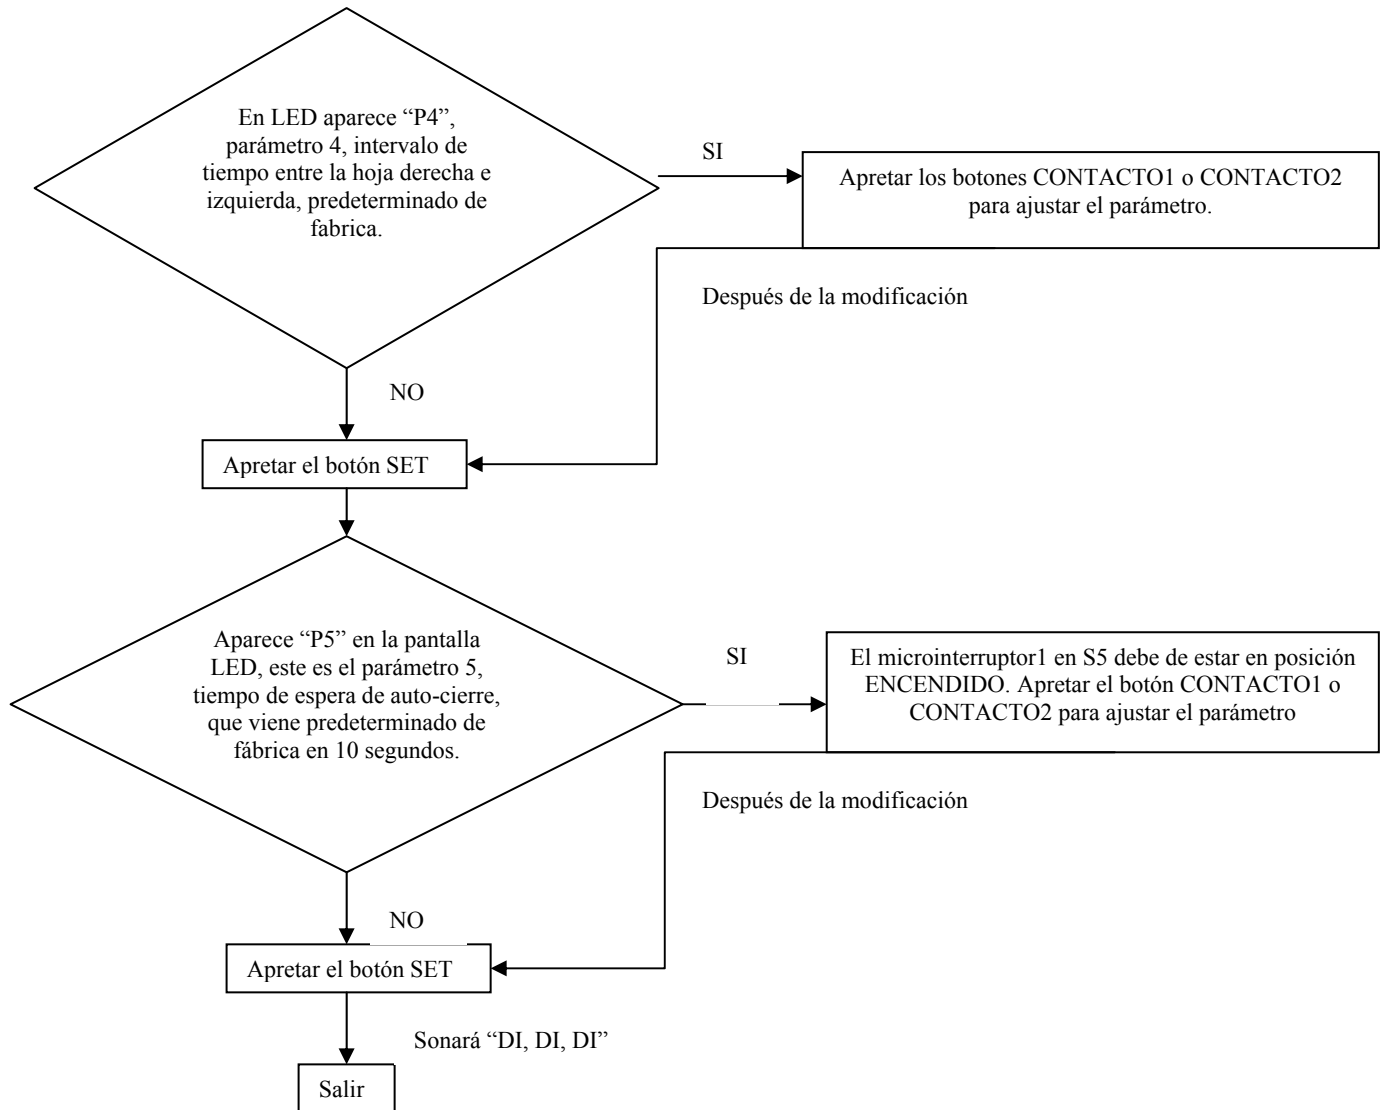 En LED aparece “P4”,
parámetro 4, intervalo de
tiempo entre la hoja derecha e
izquierda, predeterminado de
fabrica.
SI
Apretar los botones CONTACTO1 o CONTACTO2
para ajustar el parámetro.
Después de la modificación
NO
Apretar el botón SET
Aparece “P5” en la pantalla
LED, este es el parámetro 5,
tiempo de espera de auto-cierre,
que viene predeterminado de
fábrica en 10 segundos.
SI
El microinterruptor1 en S5 debe de estar en posición
ENCENDIDO. Apretar el botón CONTACTO1 o
CONTACTO2 para ajustar el parámetro
Después de la modificación
NO
Apretar el botón SET
Sonará “DI, DI, DI”
Salir